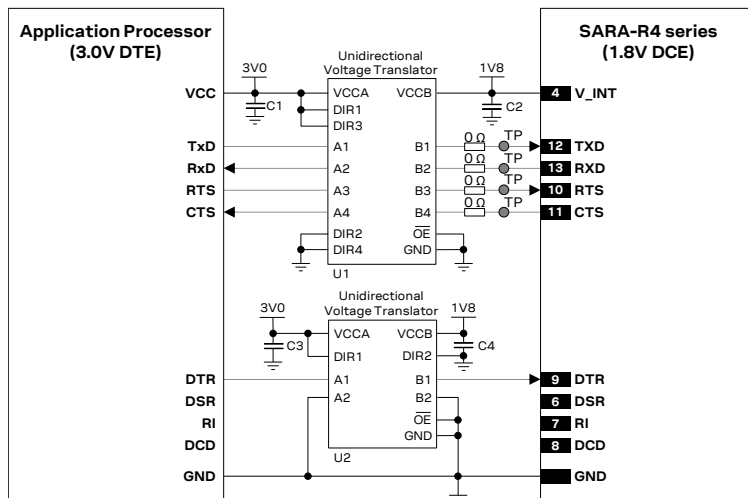 Application Processor
(3.0V DTE)
SARA-R4 series
(1.8V DCE)
Unidirectional
Voltage Translator
3V0
1V8
VCC
C1
VCCA
VCCB
C2
4
V_INT
DIR1
DIR3
TxD
A1
B1
0 Ω
TP
12
TXD
RxD
A2
B2
0 Ω
TP
13
RXD
RTS
A3
B3
0 Ω
TP
10
RTS
CTS
A4
B4
0 Ω
TP
11
CTS
DIR2
OE
DIR4
GND
U1
Unidirectional
Voltage Translator
3V0
1V8
C3
VCCA
VCCB
C4
DIR1
DIR2
DTR
A1
B1
9
DTR
DSR
A2
B2
6
DSR
RI
OE
7
RI
GND
DCD
8
DCD
U2
GND
GND